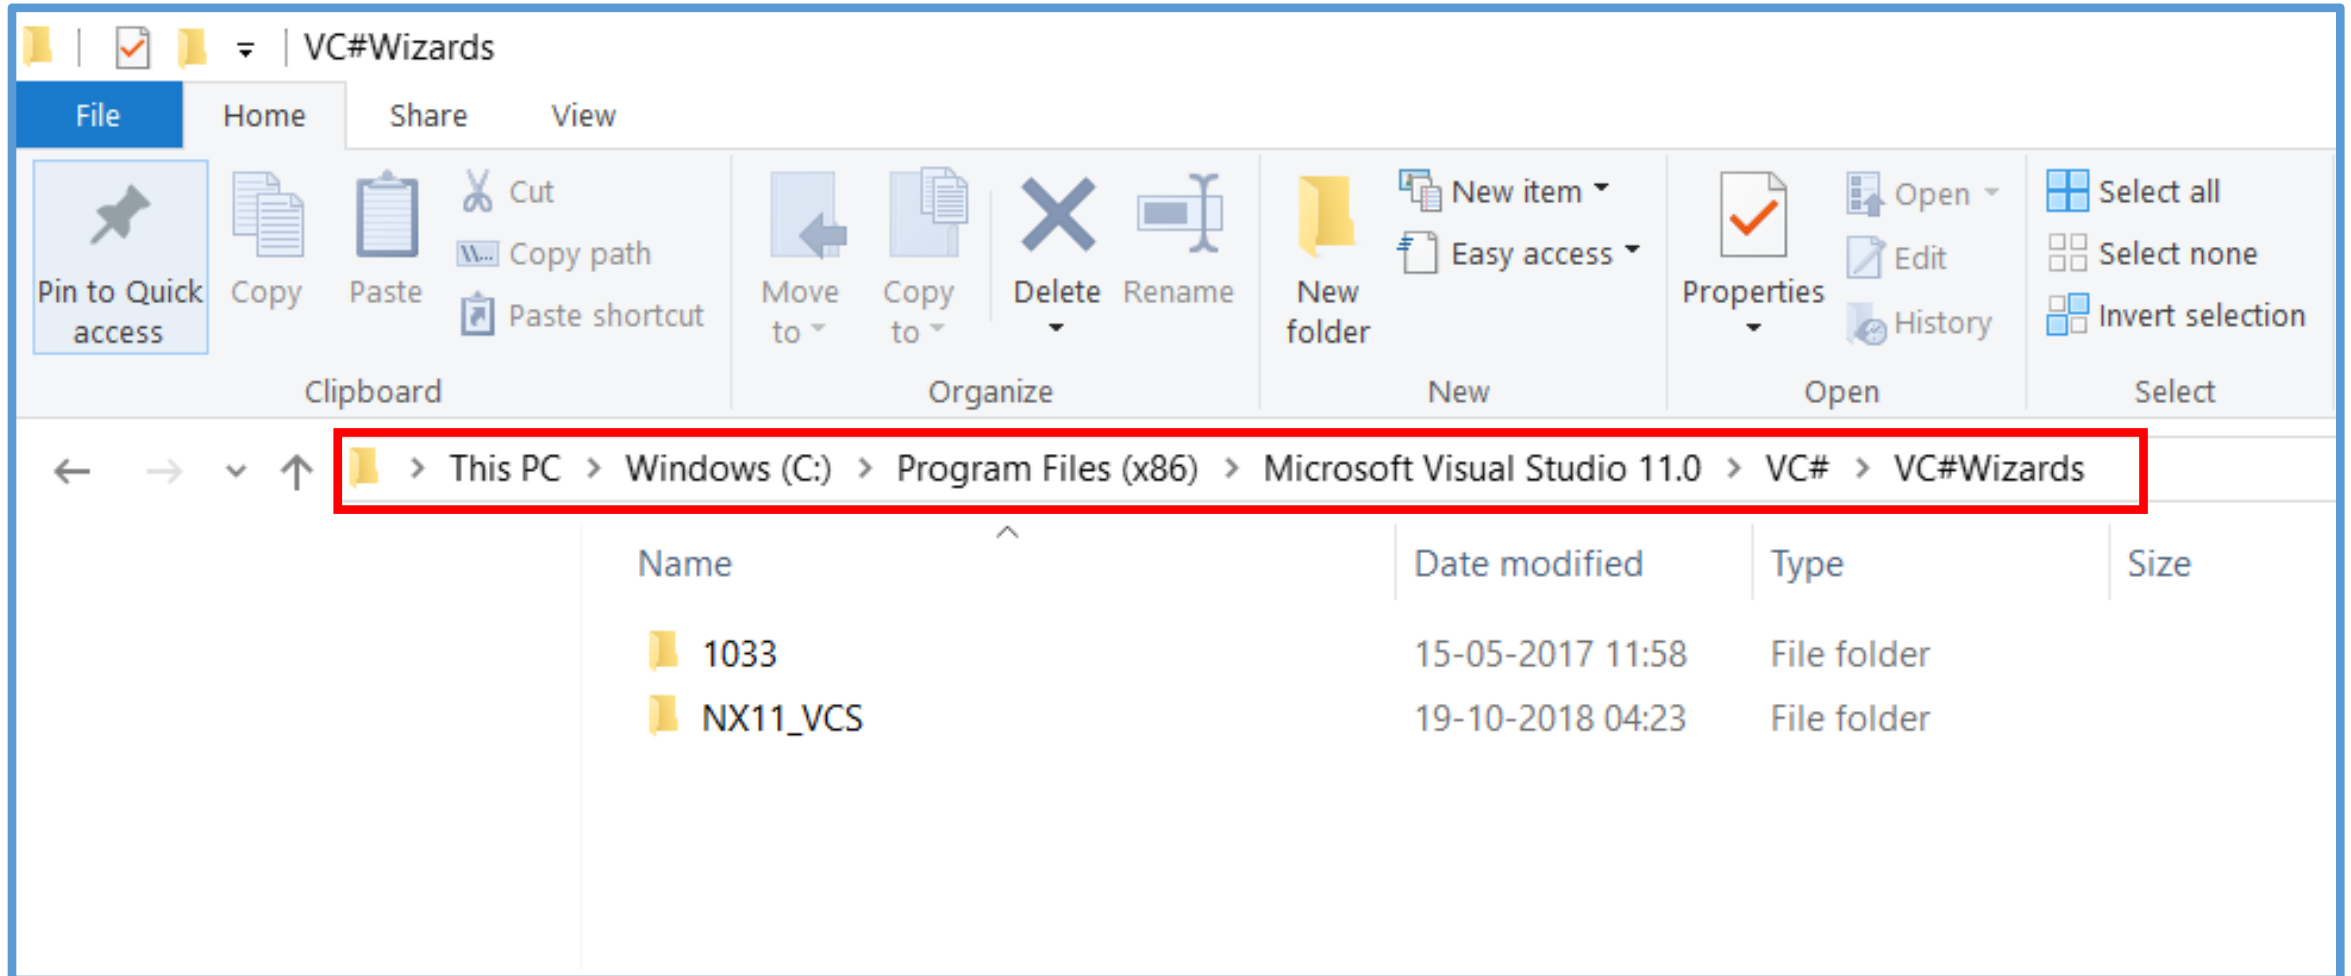 VC#Wizards
File Home Share View
Pin to Quick access
Copy
Paste
Cut
Copy path
Paste shortcut
Clipboard
Move to
Copy to
Delete
Rename
Organize
New folder
New item
Easy access
New
Properties
Open
Edit
History
Open
Select all
Select none
Invert selection
Select
This PC > Windows (C:) > Program Files (x86) > Microsoft Visual Studio 11.0 > VC# > VC#Wizards
Name Date modified Type Size
1033 15-05-2017 11:58 File folder
NX11_VCS 19-10-2018 04:23 File folder